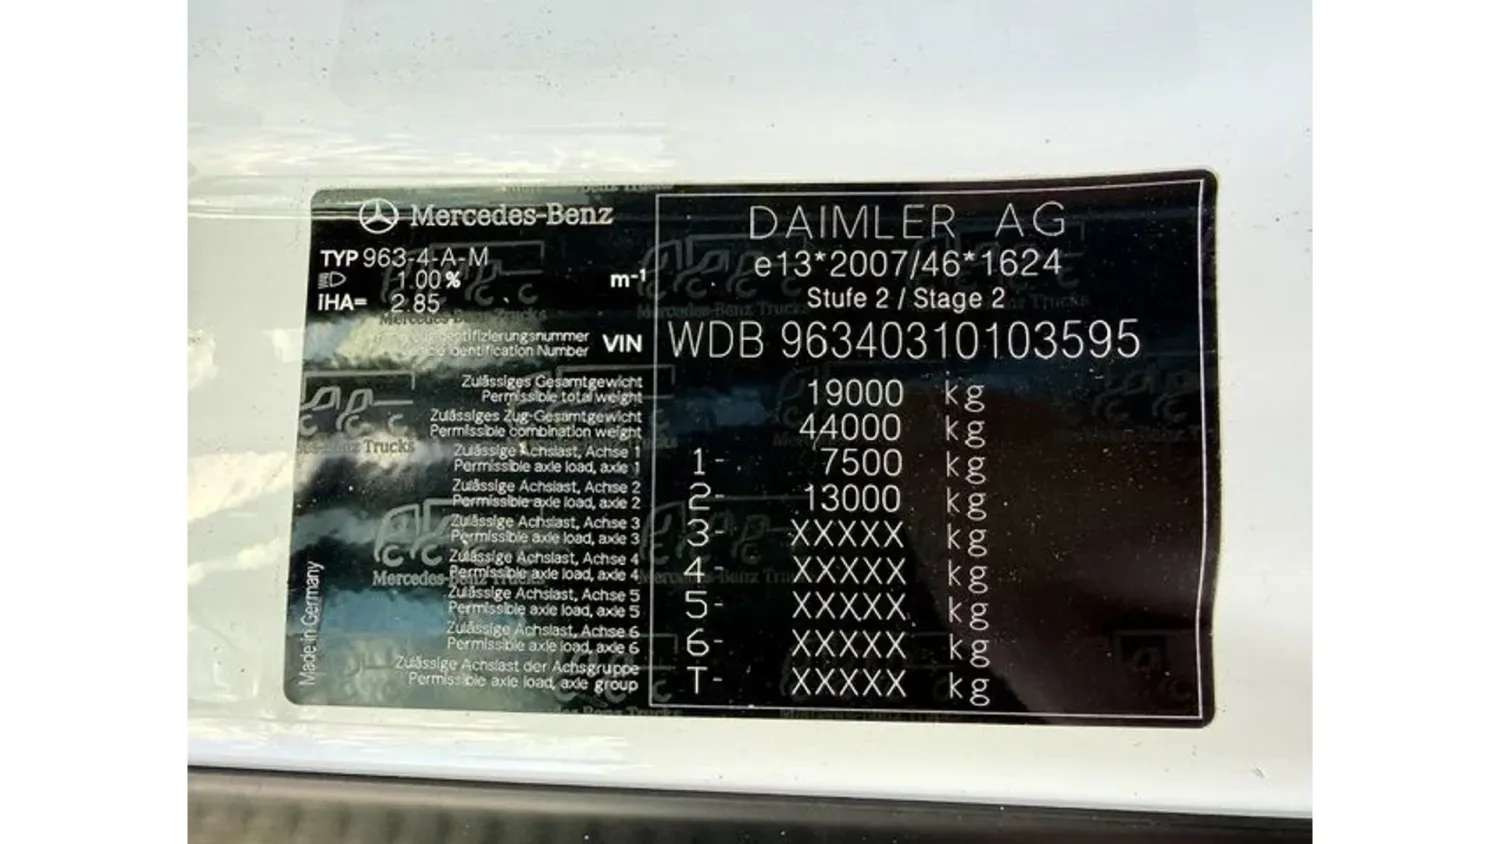 Mercedes-Benz
TYP 963-4-A-M
1.00 %
iHA= 2.85 m-1
DAIMLER AG
e13*2007/46*1624
Stufe 2 / Stage 2
Identification Number VIN WDB 96340310103595
Zulässiges Gesamtgewicht
Permissible total weight 19000 kg
Zulässiges Zug-Gesamtgewicht
Permissible combination weight 44000 kg
Zulässige Achslast, Achse 1
Permissible axle load, axle 1 1- 7500 kg
Zulässige Achslast, Achse 2
Permissible axle load, axle 2 2- 13000 kg
Zulässige Achslast, Achse 3
Permissible axle load, axle 3 3- XXXXX kg
Zulässige Achslast, Achse 4
Permissible axle load, axle 4 4- XXXXX kg
Zulässige Achslast, Achse 5
Permissible axle load, axle 5 5- XXXXX kg
Zulässige Achslast, Achse 6
Permissible axle load, axle 6 6- XXXXX kg
Zulässige Achslast der Achsgruppe
Permissible axle load, axle group T- XXXXX kg
Made in Germany
Mercedes-Benz Trucks